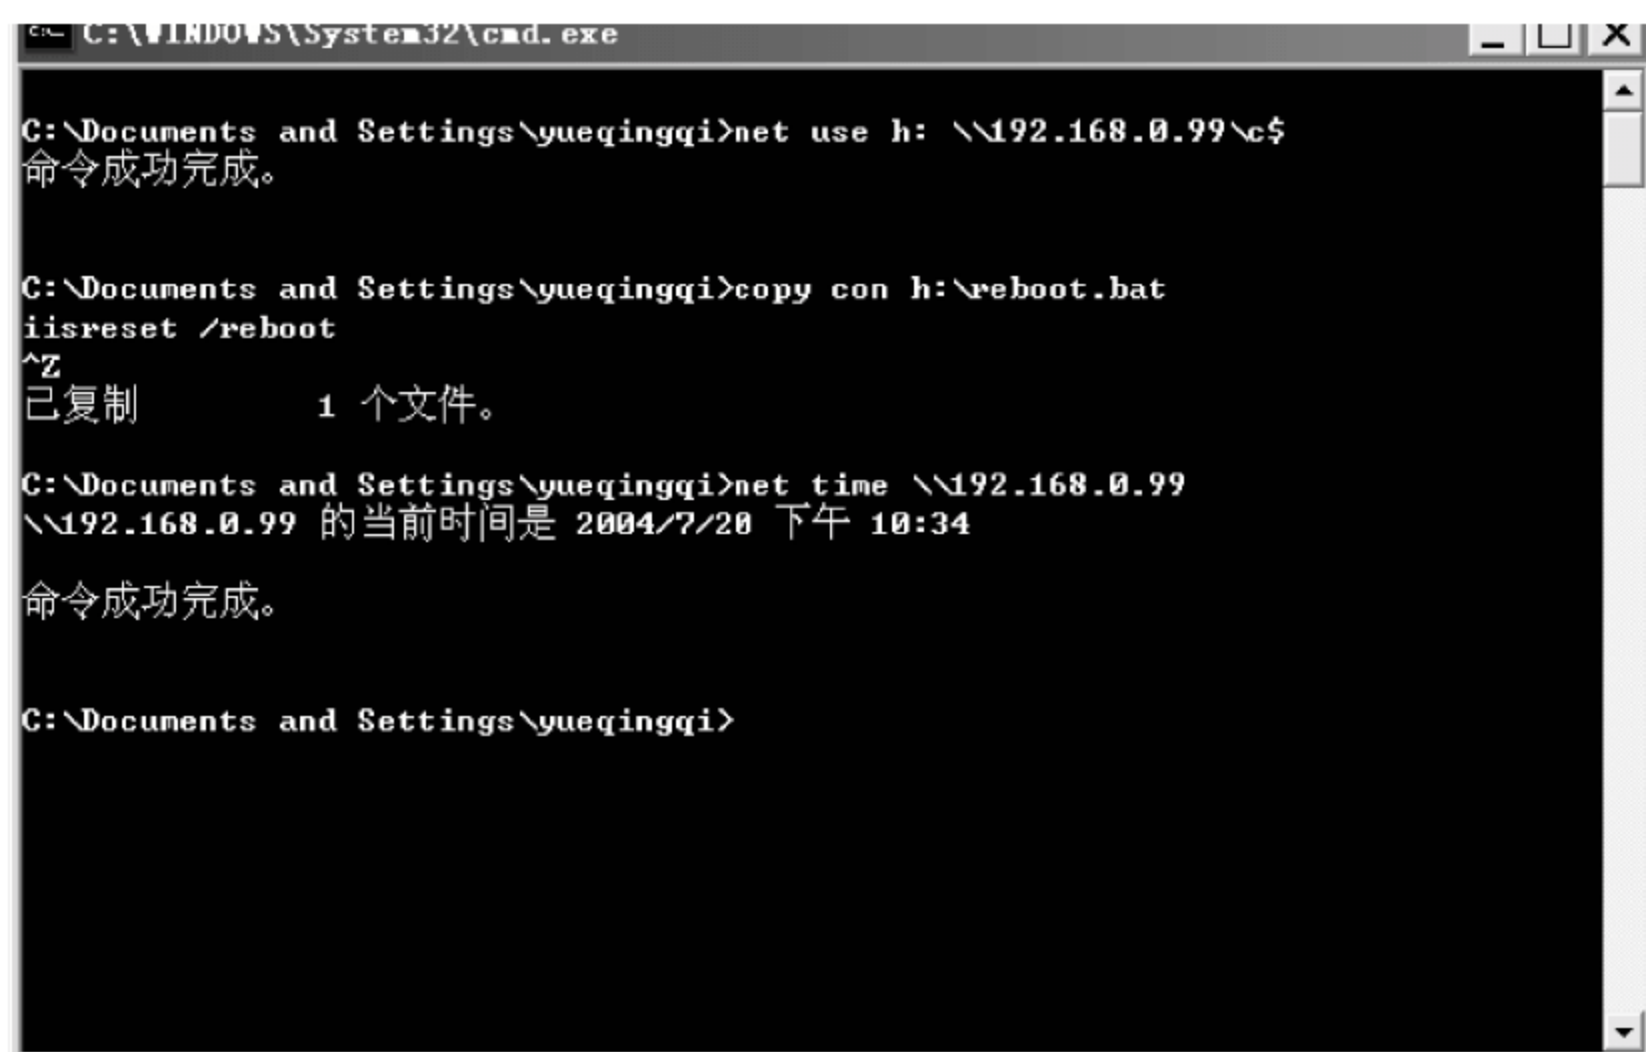 C:\WINDOWS\System32\cmd.exe
C:\Documents and Settings\yueqingqi>net use h: \\192.168.0.99\c$
命令成功完成。
C:\Documents and Settings\yueqingqi>copy con h:\reboot.bat
iisreset /reboot
^Z
已复制         1 个文件。
C:\Documents and Settings\yueqingqi>net time \\192.168.0.99
\\192.168.0.99 的当前时间是 2004/7/20 下午 10:34
命令成功完成。
C:\Documents and Settings\yueqingqi>